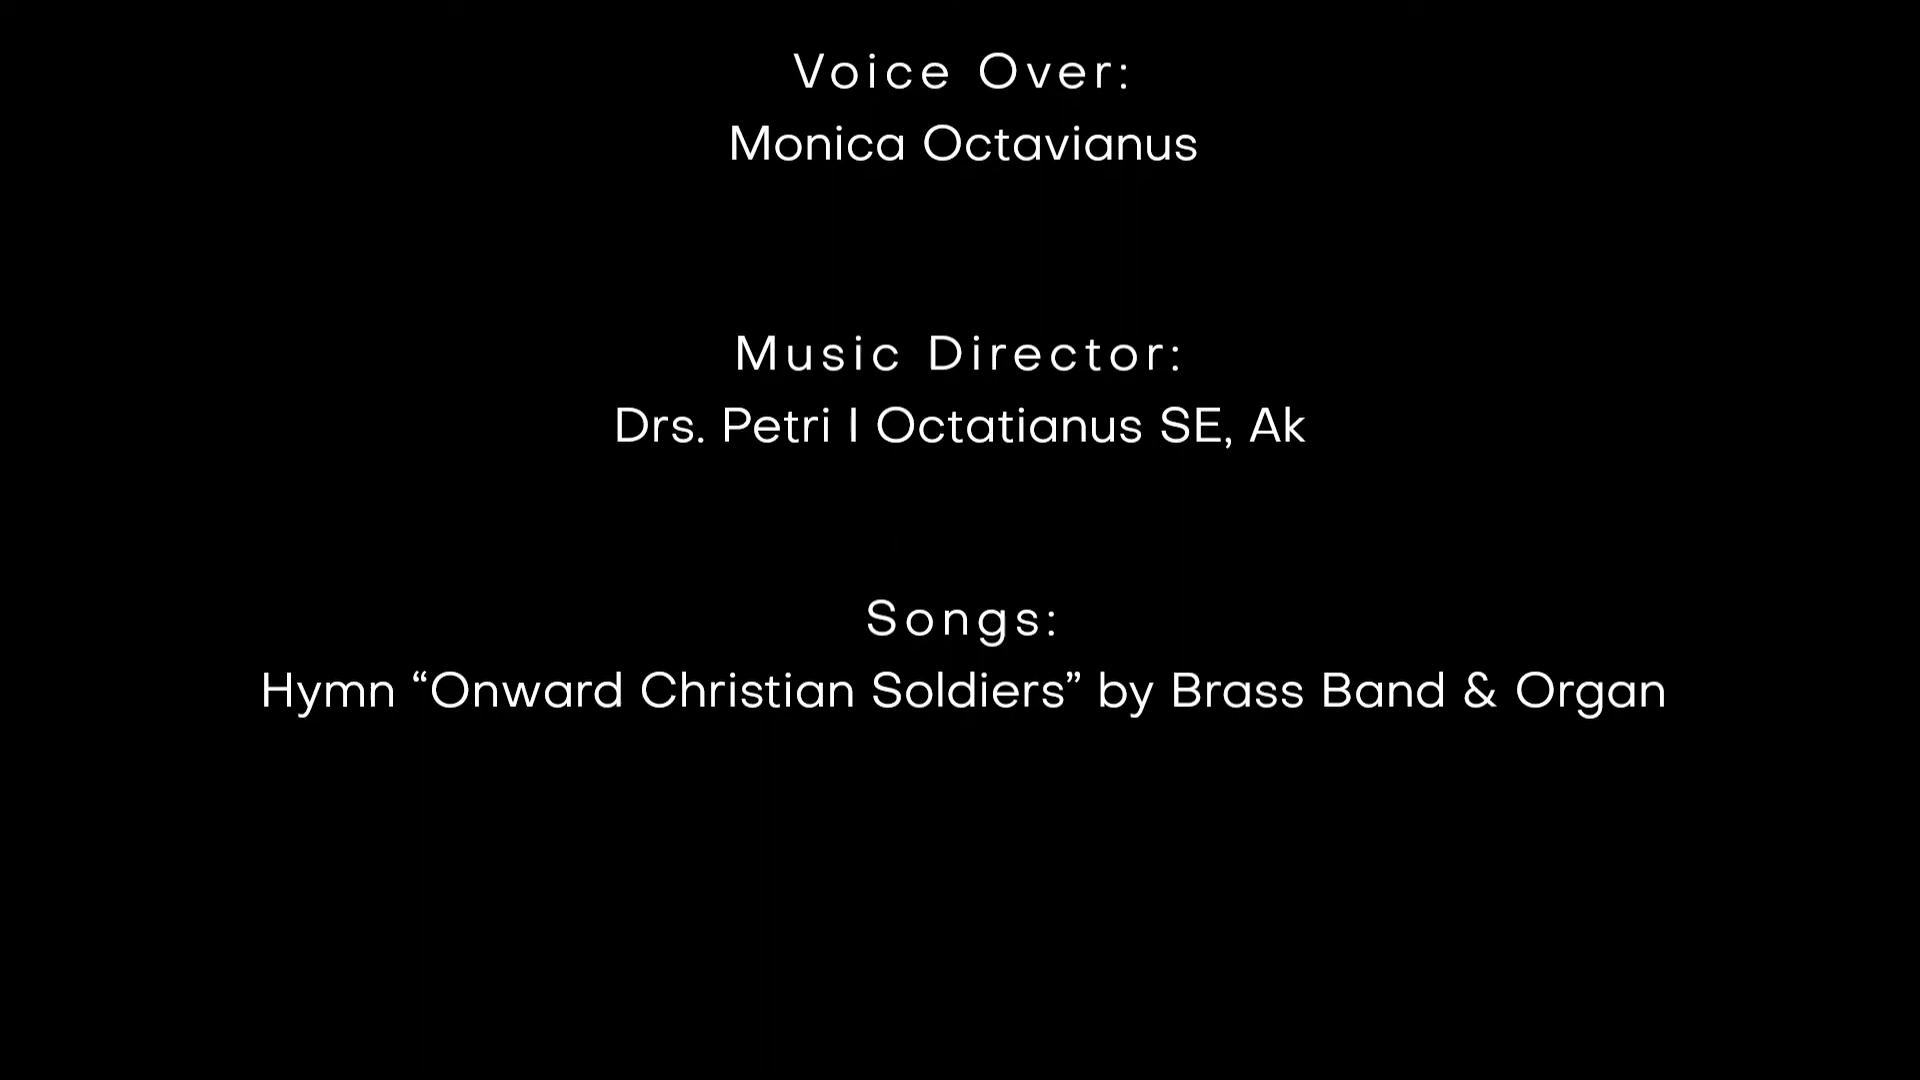 Voice Over:
Monica Octavianus
Music Director:
Drs. Petri I Octatianus SE, Ak
Songs:
Hymn “Onward Christian Soldiers” by Brass Band & Organ